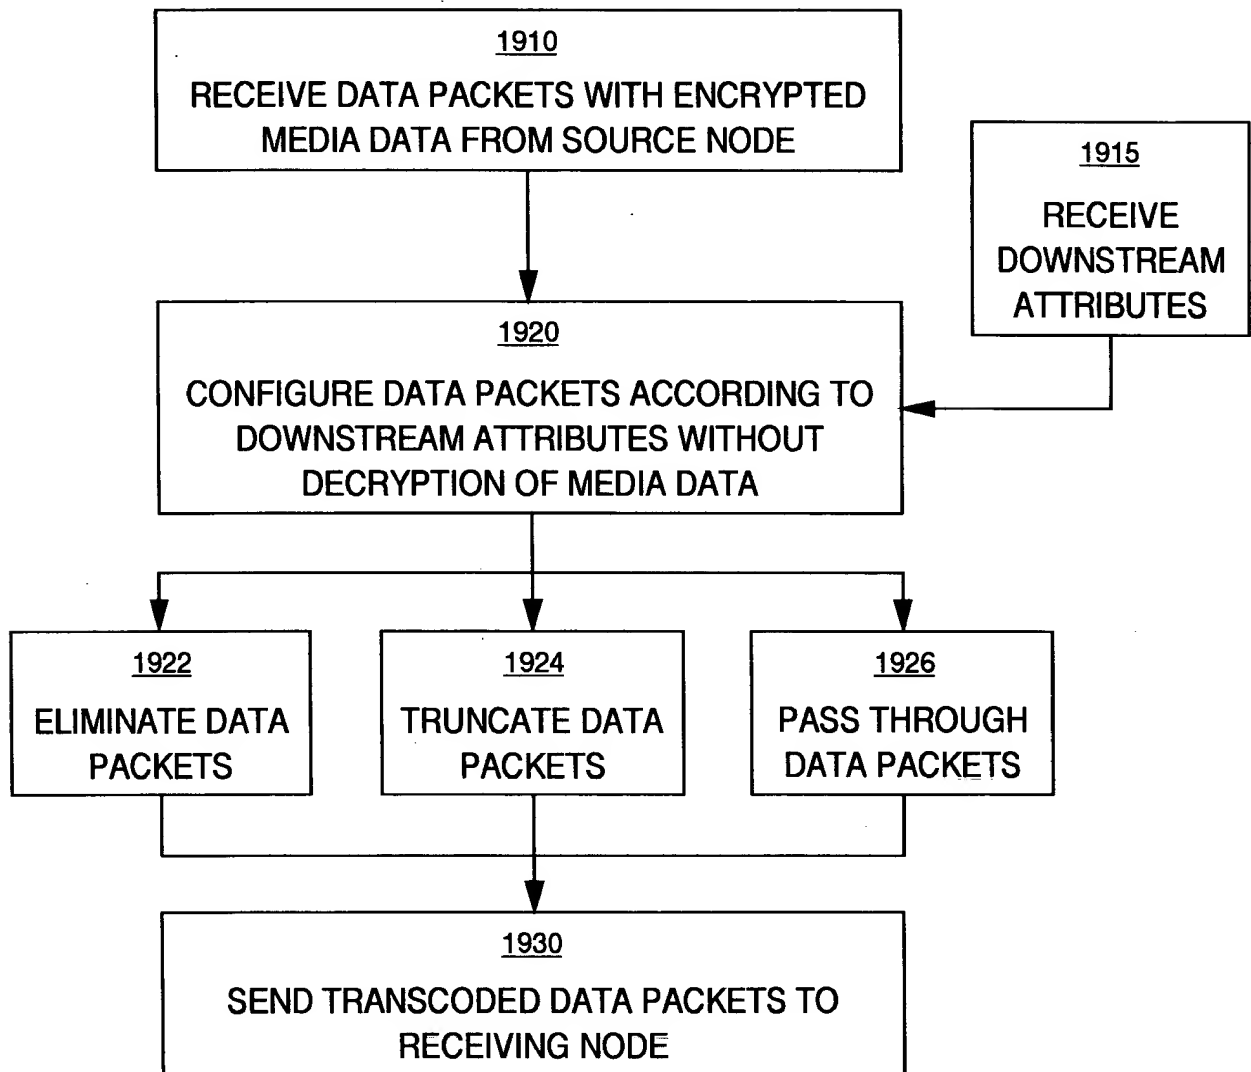 1910
RECEIVE DATA PACKETS WITH ENCRYPTED
MEDIA DATA FROM SOURCE NODE
1915
RECEIVE
DOWNSTREAM
ATTRIBUTES
1920
CONFIGURE DATA PACKETS ACCORDING TO
DOWNSTREAM ATTRIBUTES WITHOUT
DECRYPTION OF MEDIA DATA
1922
ELIMINATE DATA
PACKETS
1924
TRUNCATE DATA
PACKETS
1926
PASS THROUGH
DATA PACKETS
1930
SEND TRANSCODED DATA PACKETS TO
RECEIVING NODE